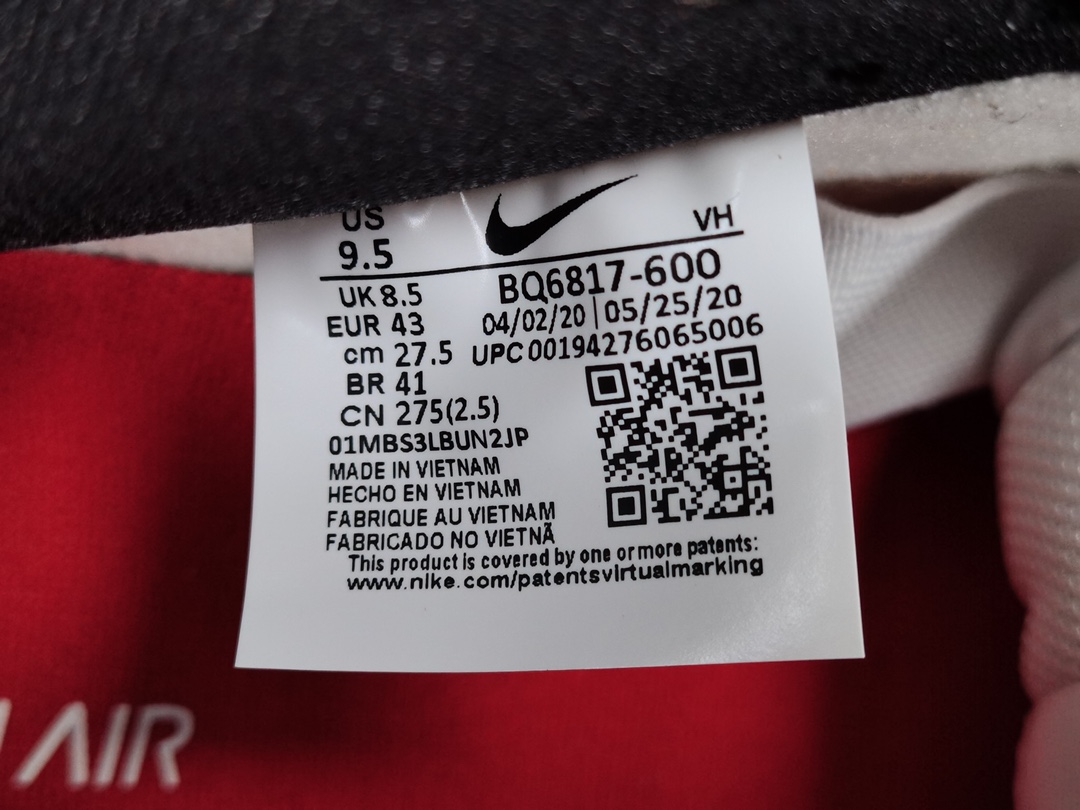 US
9.5
VH
UK 8.5
EUR 43
cm 27.5
BR 41
CN 275(2.5)
BQ6817-600
04/02/20|05/25/20
UPC 00194276065006
01MBS3LBUN2JP
MADE IN VIETNAM
HECHO EN VIETNAM
FABRIQUE AU VIETNAM
FABRICADO NO VIETNÃ
This product is covered by one or more patents:
www.nike.com/patentsvirtualmarking
AIR